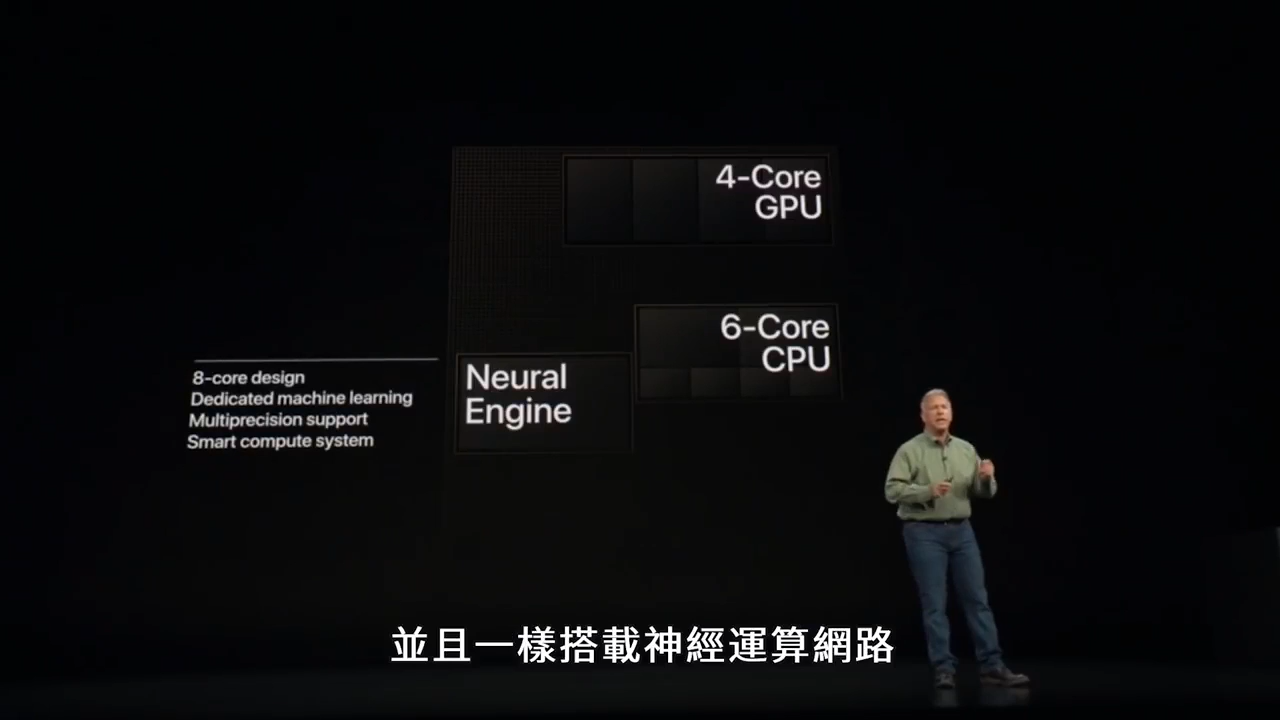 4-Core
GPU
6-Core
CPU
Neural
Engine
8-core design
Dedicated machine learning
Multiprecision support
Smart compute system
並且一樣搭載神經運算網路